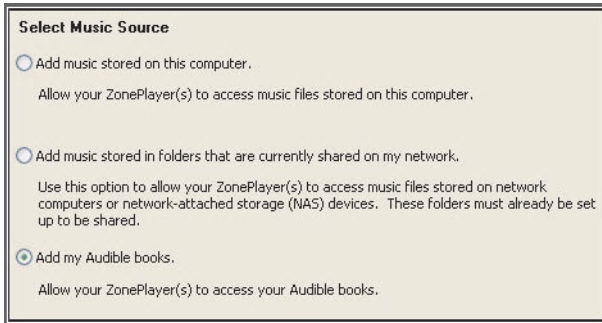 Select Music Source
Add music stored on this computer.
Allow your ZonePlayer(s) to access music files stored on this computer.
Add music stored in folders that are currently shared on my network.
Use this option to allow your ZonePlayer(s) to access music files stored on network
computers or network-attached storage (NAS) devices. These folders must already be set
up to be shared.
Add my Audible books.
Allow your ZonePlayer(s) to access your Audible books.